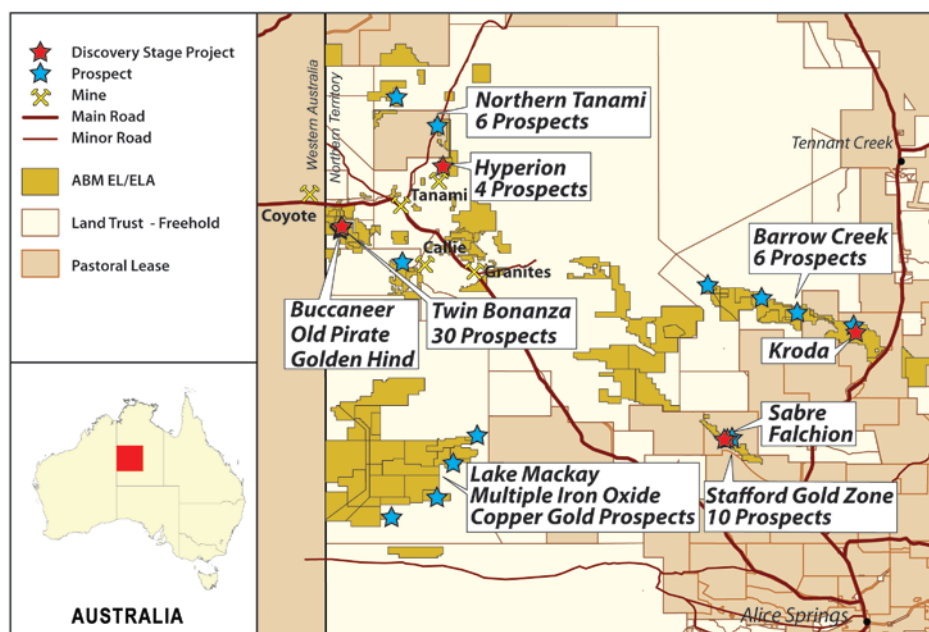 Discovery Stage Project
Prospect
Mine
Main Road
Minor Road
ABM EL/ELA
Land Trust - Freehold
Pastoral Lease
AUSTRALIA
Western Australia
Northern Territory
Northern Tanami
6 Prospects
Hyperion
4 Prospects
Tanami
Coyote
Callie
Granites
Buccaneer
Old Pirate
Golden Hind
Twin Bonanza
30 Prospects
Tennant Creek
Barrow Creek
6 Prospects
Kroda
Sabre
Falchion
Stafford Gold Zone
10 Prospects
Lake Mackay
Multiple Iron Oxide
Copper Gold Prospects
Alice Springs